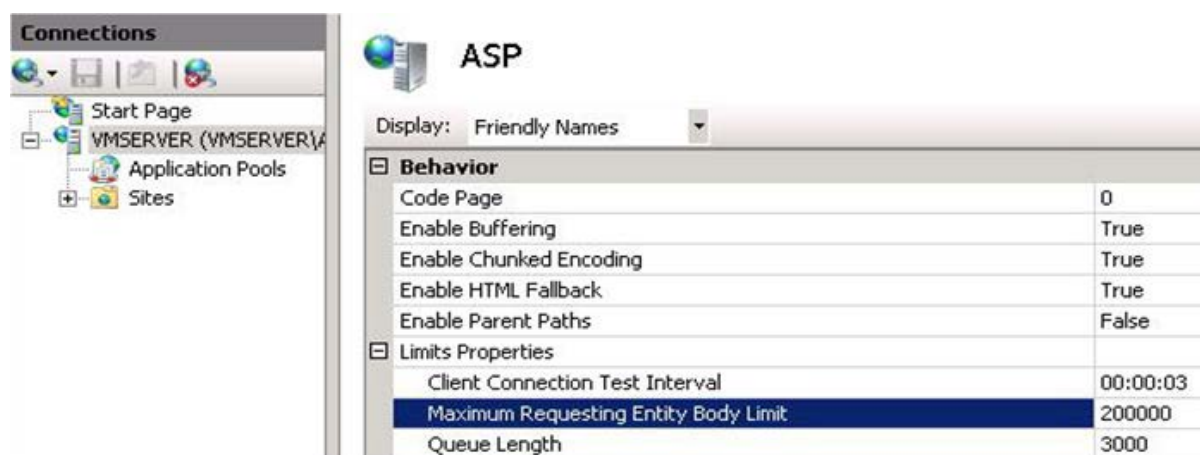 Connections
Start Page
VMSERVER (VMSERVER\A
Application Pools
Sites
ASP
Display: Friendly Names
Behavior
Code Page 0
Enable Buffering True
Enable Chunked Encoding True
Enable HTML Fallback True
Enable Parent Paths False
Limits Properties
Client Connection Test Interval 00:00:03
Maximum Requesting Entity Body Limit 200000
Queue Length 3000